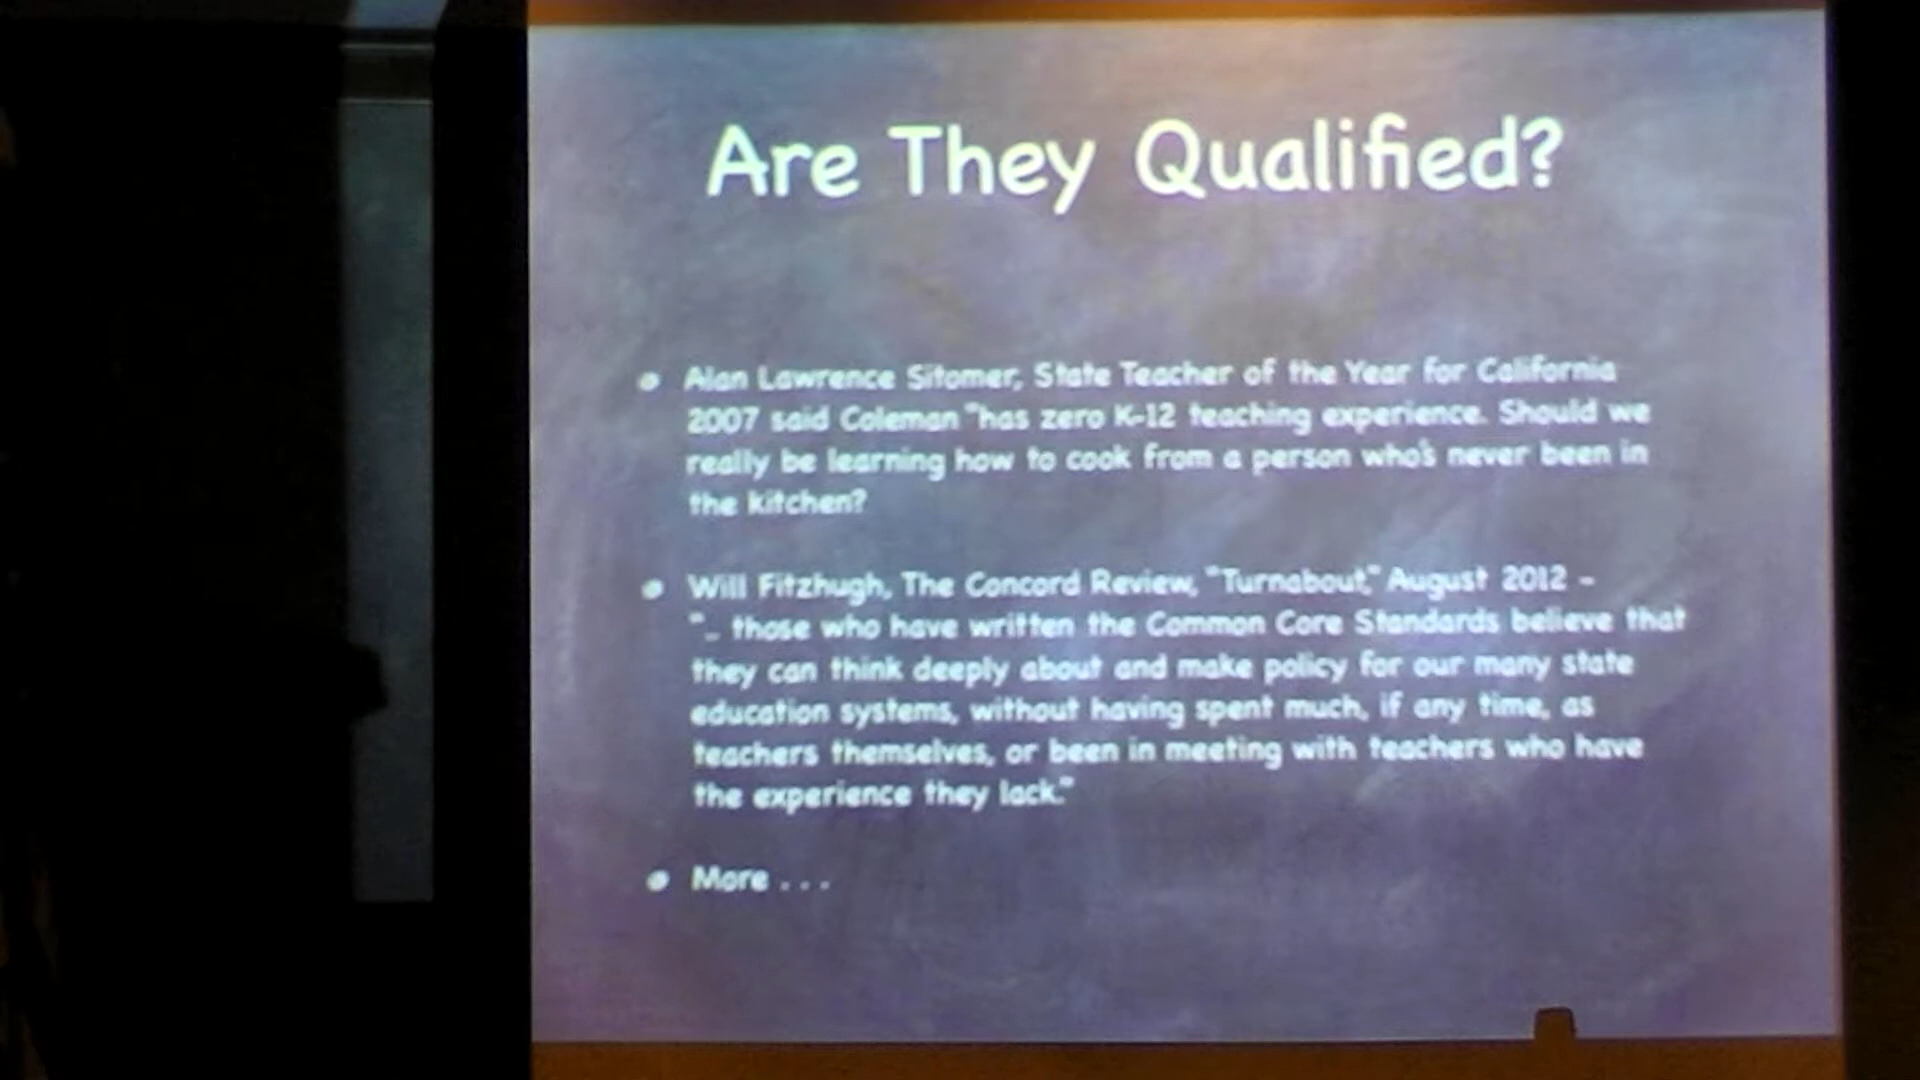 Are They Qualified?
Alan Lawrence Sitomer, State Teacher of the Year for California
2007 said Coleman "has zero K-12 teaching experience. Should we
really be learning how to cook from a person who's never been in
the kitchen?
Will Fitzhugh, The Concord Review, "Turnabout," August 2012 -
"... those who have written the Common Core Standards believe that
they can think deeply about and make policy for our many state
education systems, without having spent much, if any time, as
teachers themselves, or been in meeting with teachers who have
the experience they lack."
More . . .